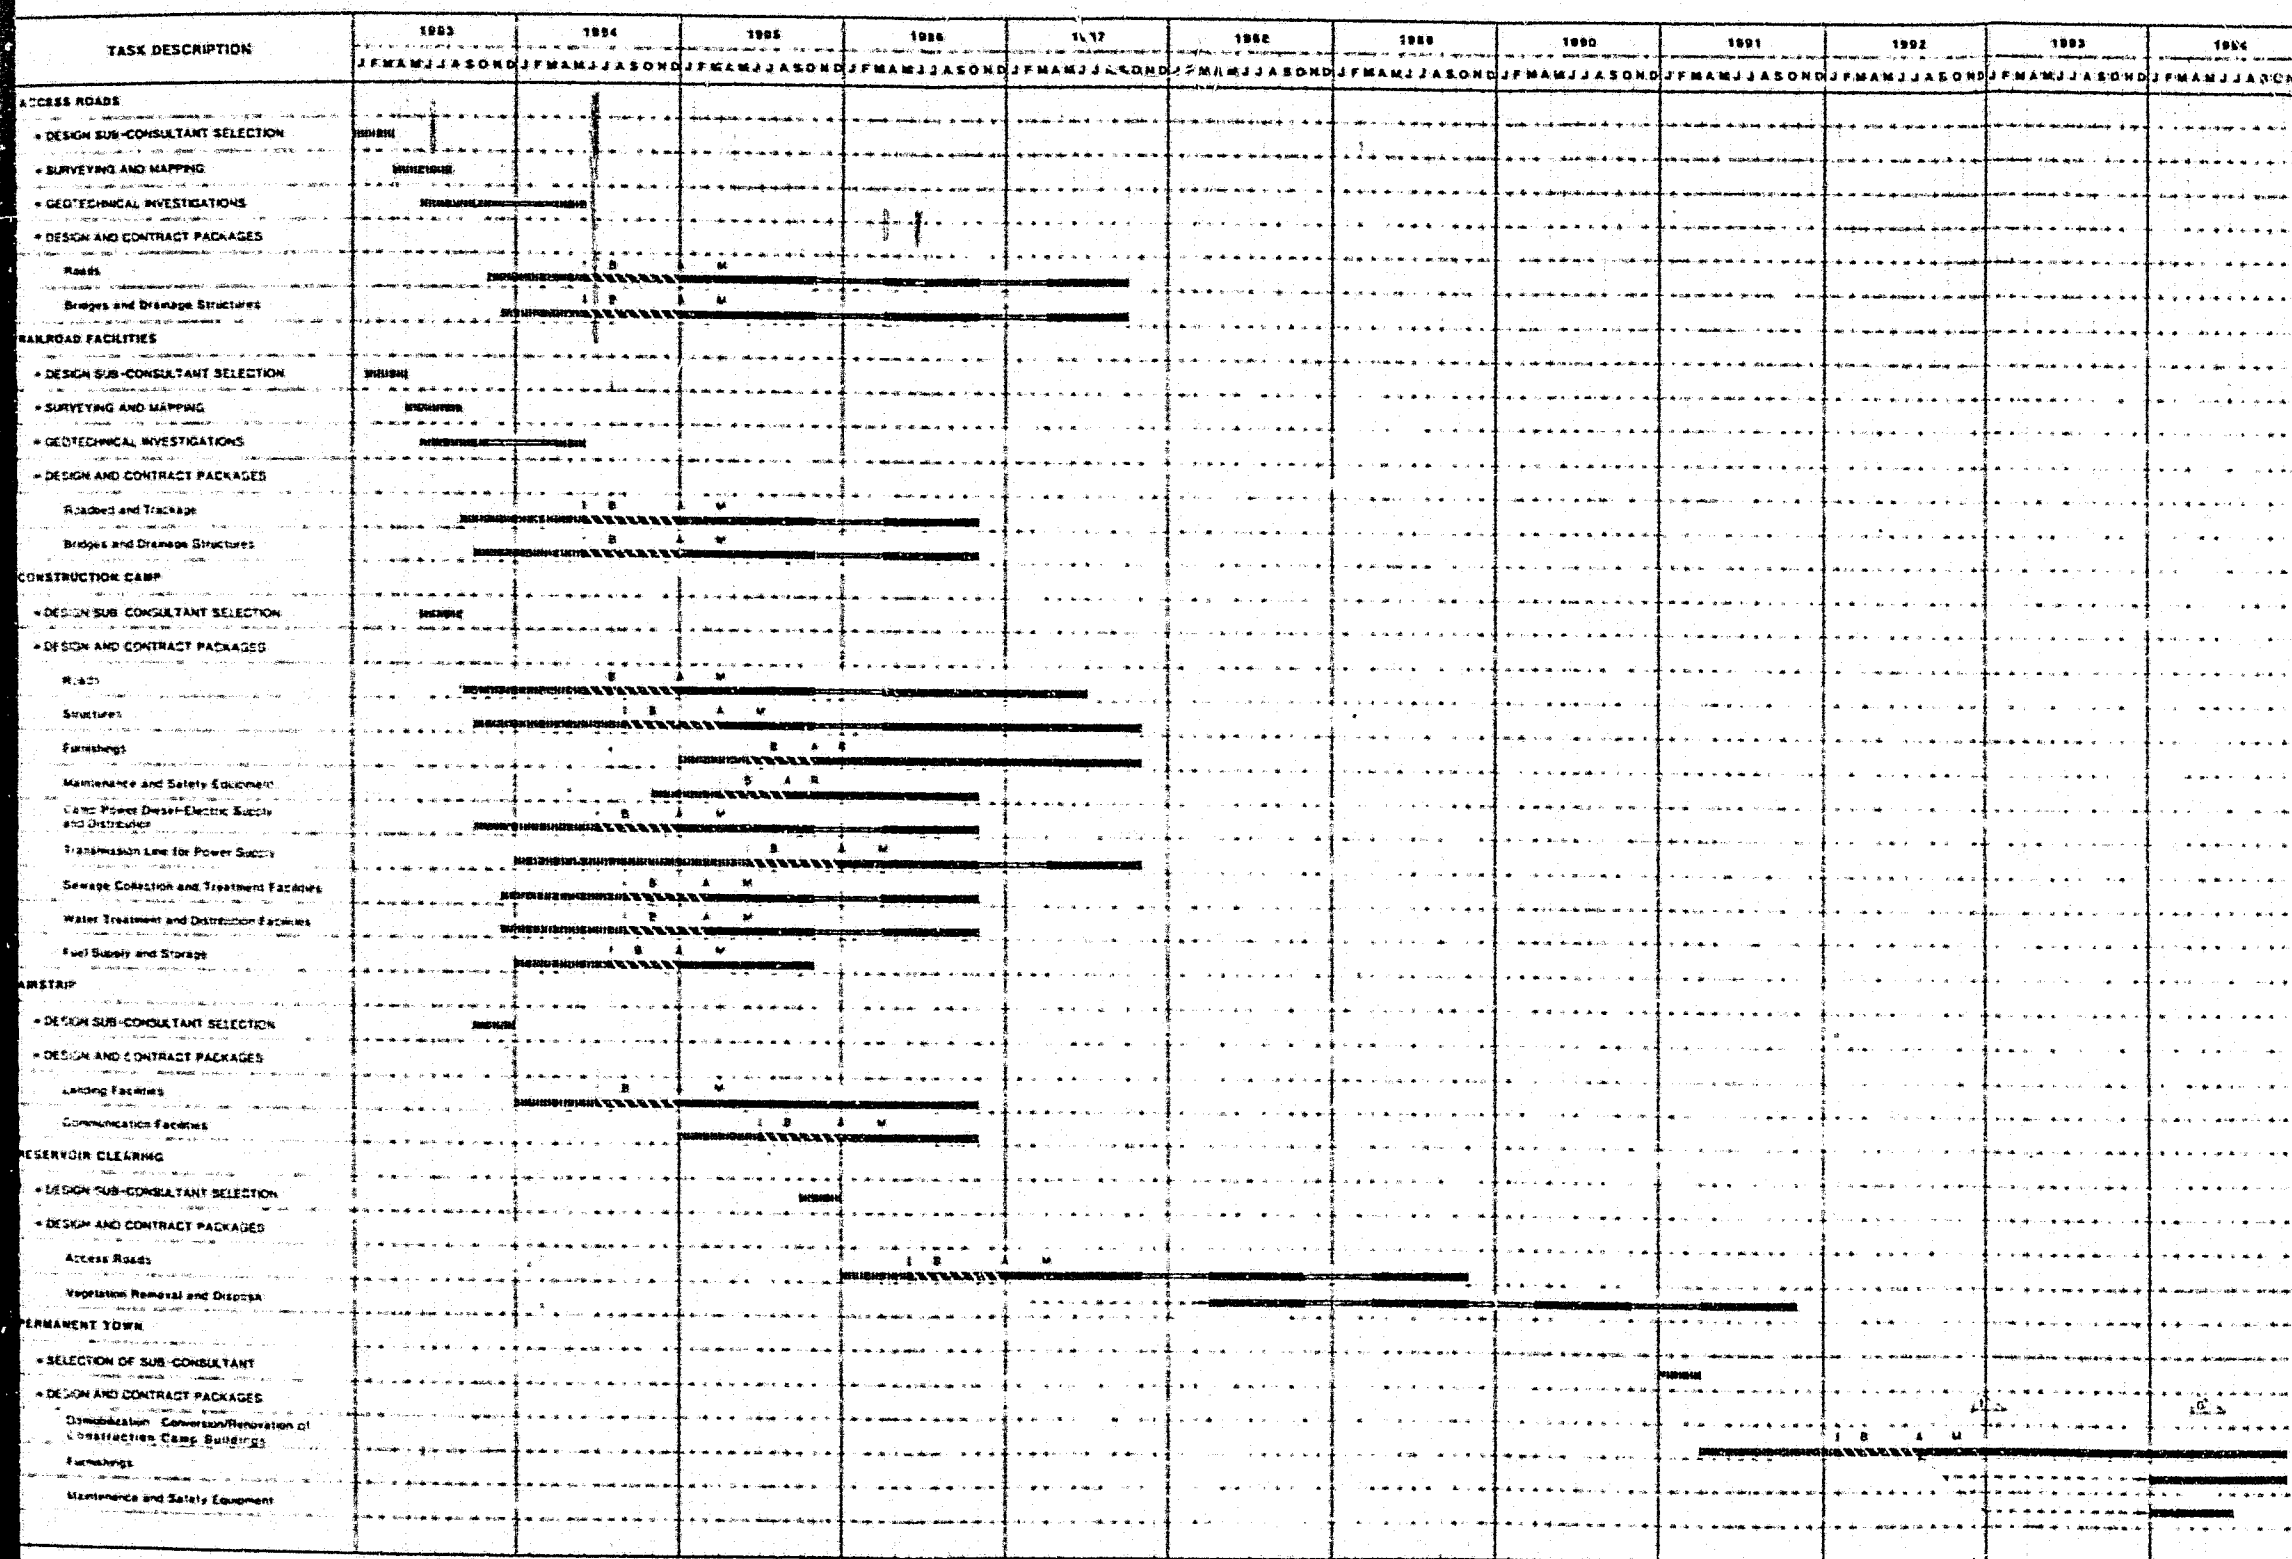 TASK DESCRIPTION
1983 1984 1985 1986 1988 1989 1990 1991 1992 1993
J F M A M J J A S O N D J F M A M J J A S O N D J F M A M J J A S O N D J F M A M J J A S O N D J F M A M J J A S O N D J F M A M J J A S O N D J F M A M J J A S O N D J F M A M J J A S O N D J F M A M J J A S O N D J F M A M J J A S O N D J F M A M J J A S O N D J F M A M J J A S O N
ACCESS ROADS
• DESIGN SUB-CONSULTANT SELECTION
• SURVEYING AND MAPPING
• GEOTECHNICAL INVESTIGATIONS
• DESIGN AND CONTRACT PACKAGES
Roads
B A M
Bridges and Drainage Structures
I B A M
RAILROAD FACILITIES
• DESIGN SUB-CONSULTANT SELECTION
• SURVEYING AND MAPPING
• GEOTECHNICAL INVESTIGATIONS
• DESIGN AND CONTRACT PACKAGES
Roadbed and Trackage
I B A M
Bridges and Drainage Structures
B A M
CONSTRUCTION CAMP
• DESIGN SUB-CONSULTANT SELECTION
• DESIGN AND CONTRACT PACKAGES
Roads
B A M
Structures
I B A M
Furnishings
B A R
Maintenance and Safety Equipment
B A R
Camp Power Diesel-Electric Supply
and Distribution
B A M
Transmission Line for Power Supply
B A M
Sewage Collection and Treatment Facilities
B A M
Water Treatment and Distribution Facilities
I B A M
Fuel Supply and Storage
I B A M
AIRSTRIP
• DESIGN SUB-CONSULTANT SELECTION
• DESIGN AND CONTRACT PACKAGES
Landing Facilities
B A M
Communication Facilities
I B A M
RESERVOIR CLEARING
• DESIGN SUB-CONSULTANT SELECTION
• DESIGN AND CONTRACT PACKAGES
Access Roads
I B A M
Vegetation Removal and Disposal
PERMANENT TOWN
• SELECTION OF SUB-CONSULTANT
• DESIGN AND CONTRACT PACKAGES
Demobilization Conversion/Renovation of
Construction Camp Buildings
I B A M
Furnishings
Maintenance and Safety Equipment